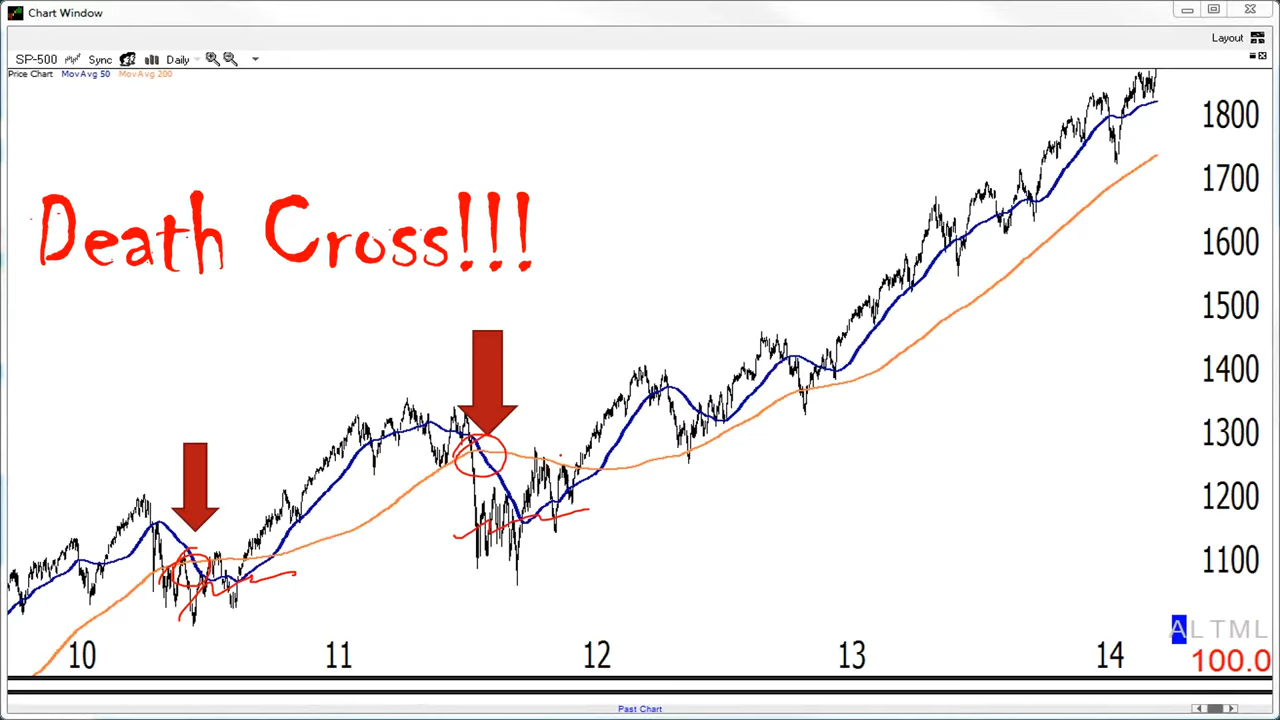 Chart Window
Layout
SP-500 Sync Daily
Price Chart MovAvg 50 MovAvg 200
1800
1700
Death Cross!!!
1600
1500
1400
1300
1200
1100
ALTML
10 11 12 13 14
100.0
Past Chart